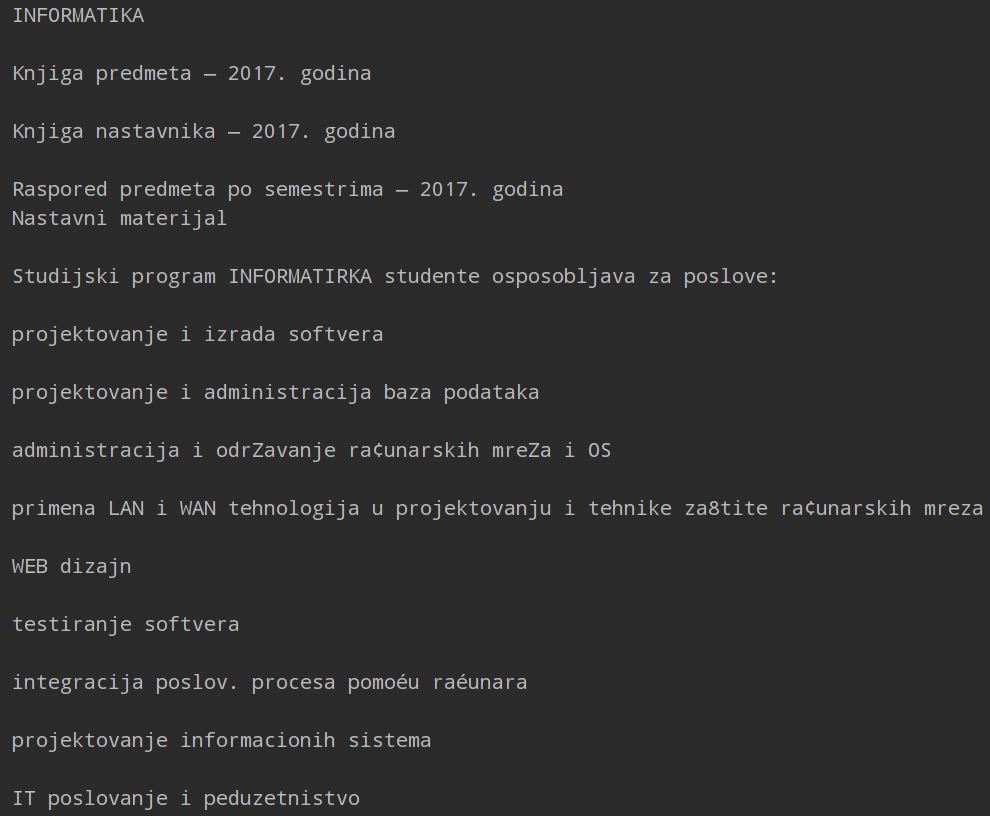 INFORMATIKA
Knjiga predmeta – 2017. godina
Knjiga nastavnika – 2017. godina
Raspored predmeta po semestrima – 2017. godina
Nastavni materijal
Studijski program INFORMATIRKA studente osposobljava za poslove:
projektovanje i izrada softvera
projektovanje i administracija baza podataka
administracija i odrZavanje ra¢unarskih mreZa i OS
primena LAN i WAN tehnologija u projektovanju i tehnike za8tite ra¢unarskih mreza
WEB dizajn
testiranje softvera
integracija poslov. procesa pomoéu raéunara
projektovanje informacionih sistema
IT poslovanje i peduzetnistvo